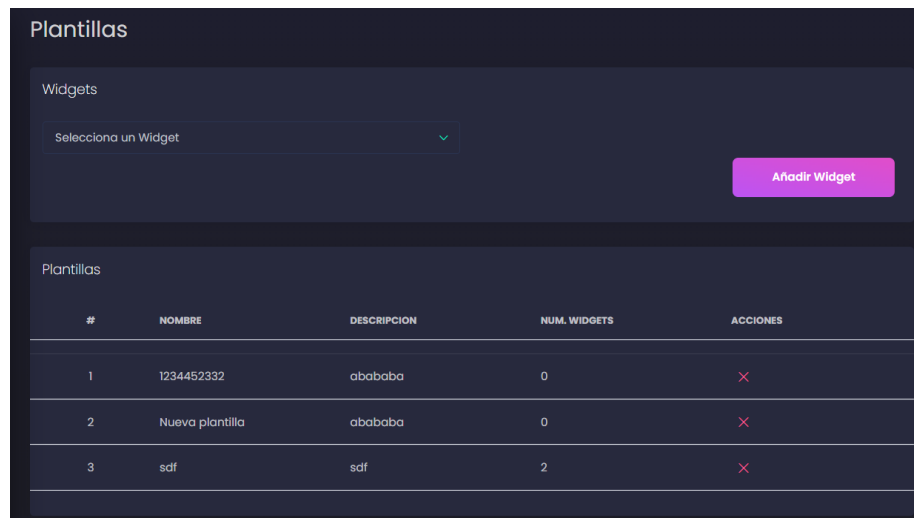 Plantillas
Widgets
Selecciona un Widget
Añadir Widget
Plantillas
# NOMBRE DESCRIPCION NUM. WIDGETS ACCIONES
1 1234452332 abababa 0
2 Nueva plantilla abababa 0
3 sdf sdf 2